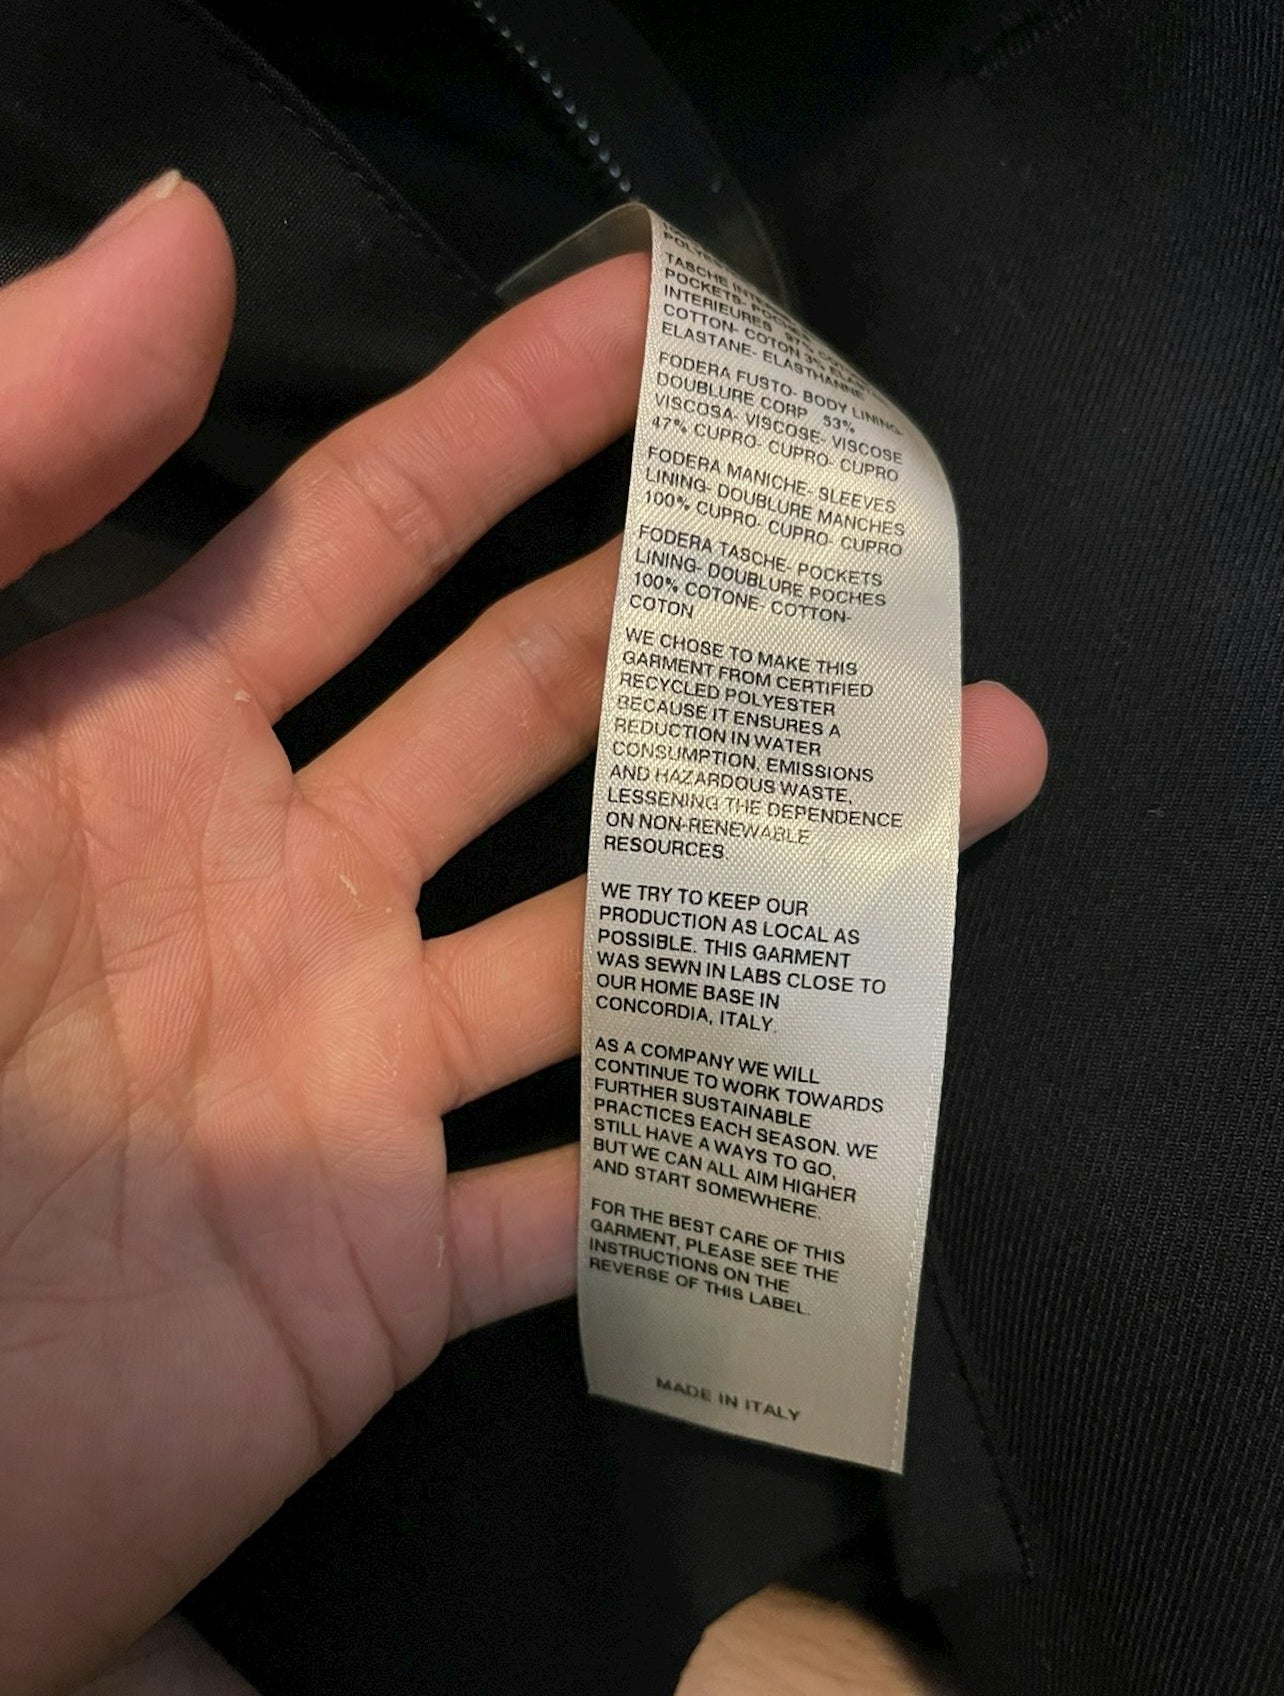 TASCHE
POCKETS- POCHES
INTERIEURES 97%
COTTON- COTON 3%
ELASTANE- ELASTHANNE
FODERA FUSTO- BODY LINING-
DOUBLURE CORP 53%
VISCOSA- VISCOSE- VISCOSE
47% CUPRO- CUPRO- CUPRO
FODERA MANICHE- SLEEVES
LINING- DOUBLURE MANCHES
100% CUPRO- CUPRO- CUPRO
FODERA TASCHE- POCKETS
LINING- DOUBLURE POCHES
100% COTONE- COTTON-
COTON
WE CHOSE TO MAKE THIS
GARMENT FROM CERTIFIED
RECYCLED POLYESTER
BECAUSE IT ENSURES A
REDUCTION IN WATER
CONSUMPTION, EMISSIONS
AND HAZARDOUS WASTE,
LESSENING THE DEPENDENCE
ON NON-RENEWABLE
RESOURCES.
WE TRY TO KEEP OUR
PRODUCTION AS LOCAL AS
POSSIBLE. THIS GARMENT
WAS SEWN IN LABS CLOSE TO
OUR HOME BASE IN
CONCORDIA, ITALY.
AS A COMPANY WE WILL
CONTINUE TO WORK TOWARDS
FURTHER SUSTAINABLE
PRACTICES EACH SEASON. WE
STILL HAVE A WAYS TO GO,
BUT WE CAN ALL AIM HIGHER
AND START SOMEWHERE.
FOR THE BEST CARE OF THIS
GARMENT, PLEASE SEE THE
INSTRUCTIONS ON THE
REVERSE OF THIS LABEL.
MADE IN ITALY